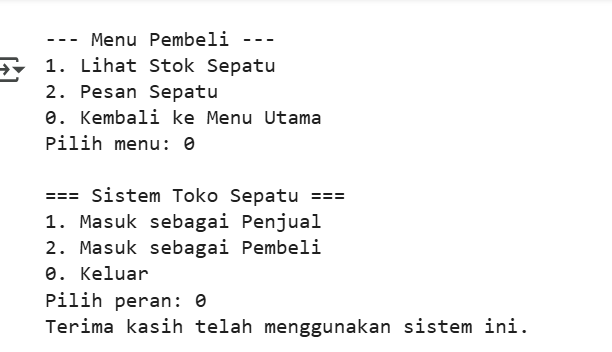 --- Menu Pembeli ---
1. Lihat Stok Sepatu
2. Pesan Sepatu
0. Kembali ke Menu Utama
Pilih menu: 0
=== Sistem Toko Sepatu ===
1. Masuk sebagai Penjual
2. Masuk sebagai Pembeli
0. Keluar
Pilih peran: 0
Terima kasih telah menggunakan sistem ini.